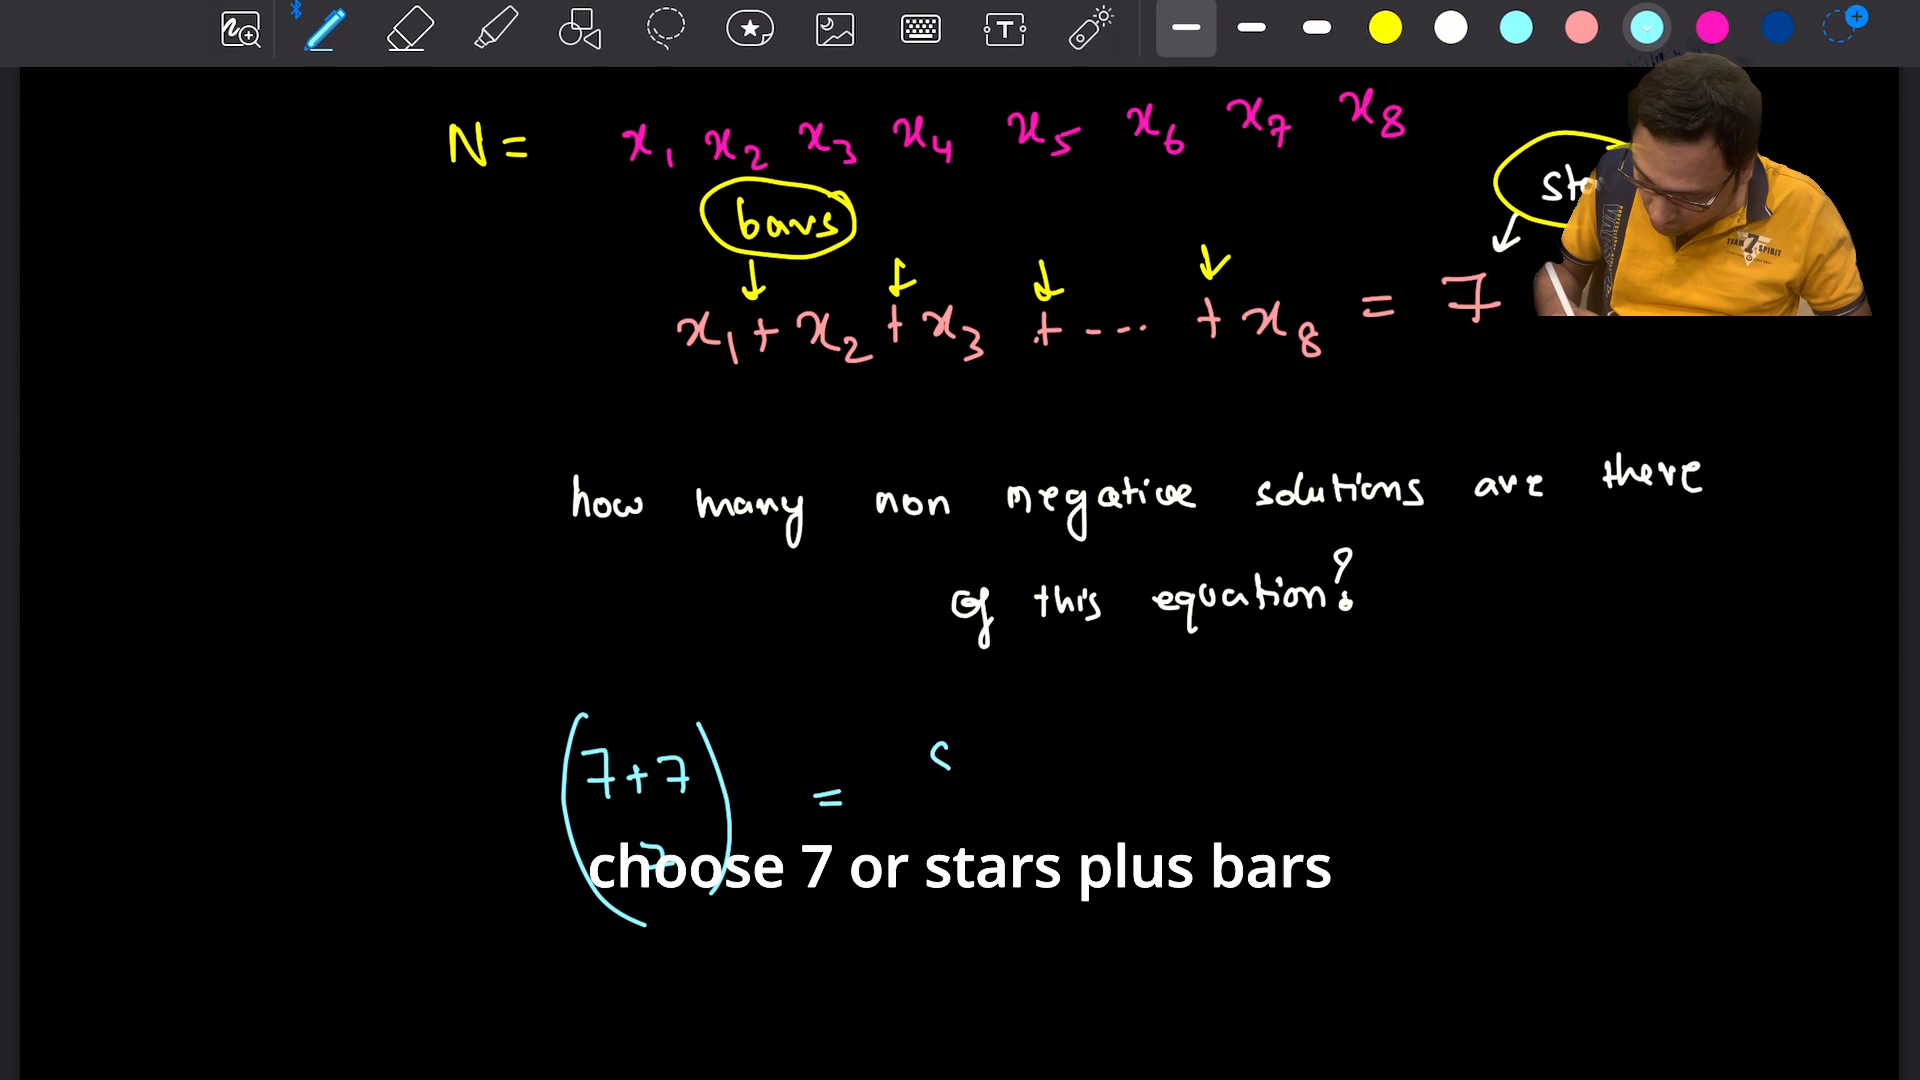 N = x₁ x₂ x₃ x₄ x₅ x₆ x₇ x₈
bars
x₁ + x₂ + x₃ + --- + x₈ = 7
how many non negative solutions are there
of this equation?
(7+7
7) =
choose 7 or stars plus bars